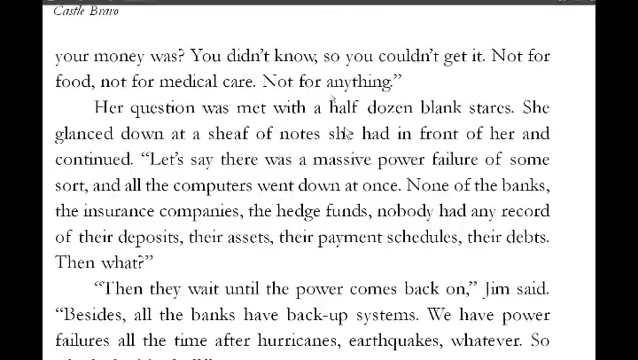 Castle Bravo
your money was? You didn't know, so you couldn't get it. Not for
food, not for medical care. Not for anything."
Her question was met with a half dozen blank stares. She
glanced down at a sheaf of notes she had in front of her and
continued. "Let's say there was a massive power failure of some
sort, and all the computers went down at once. None of the banks,
the insurance companies, the hedge funds, nobody had any record
of their deposits, their assets, their payment schedules, their debts.
Then what?"
"Then they wait until the power comes back on," Jim said.
"Besides, all the banks have back-up systems. We have power
failures all the time after hurricanes, earthquakes, whatever. So